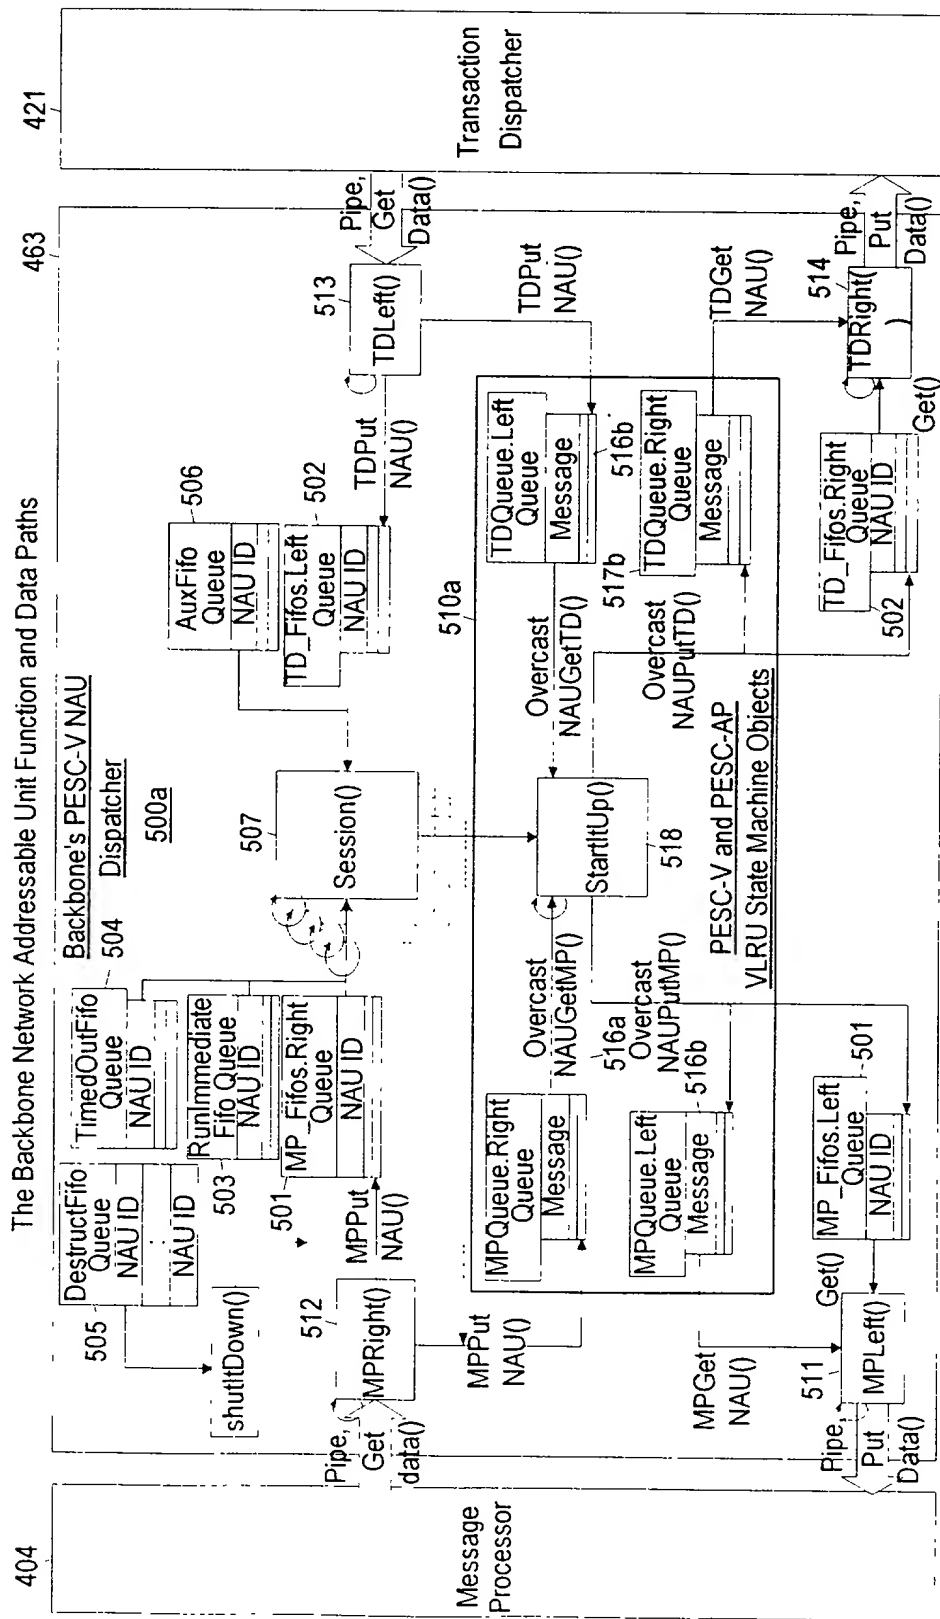 The Backbone Network Addressable Unit Function and Data Paths
404
463
421
Message
Processor
Transaction
Dispatcher
Backbone's PESC-V NAU
Dispatcher
500a
DestructFifo
Queue
NAU ID
NAU ID
505
shutItDown()
TimedOutFifo
Queue
NAU ID
504
RunImmediate
Fifo Queue
NAU ID
503
MP_Fifos.Right
Queue
NAU ID
501
MPPut
NAU()
Pipe,
Get
data()
MPRight()
512
MPPut
NAU()
507
Session()
AuxFifo
Queue
NAU ID
506
TD_Fifos.Left
Queue
NAU ID
502
TDPut
NAU()
513
TDLeft()
Pipe,
Get
Data()
TDPut
NAU()
510a
MPQueue.Right
Queue
Message
516a
Overcast
NAUGetMP()
StartItUp()
518
Overcast
NAUGetTD()
TDQueue.Left
Queue
Message
516b
MPQueue.Left
Queue
Message
516b
Overcast
NAUPutMP()
Overcast
NAUPutTD()
TDQueue.Right
Queue
Message
517b
PESC-V and PESC-AP
VLRU State Machine Objects
TDGet
NAU()
MPGet
NAU()
Pipe,
Put
Data()
MPLeft()
511
Get()
MP_Fifos.Left
Queue
NAU ID
501
TD_Fifos.Right
Queue
NAU ID
502
Get()
TDRight(
)
514
Pipe,
Put
Data()